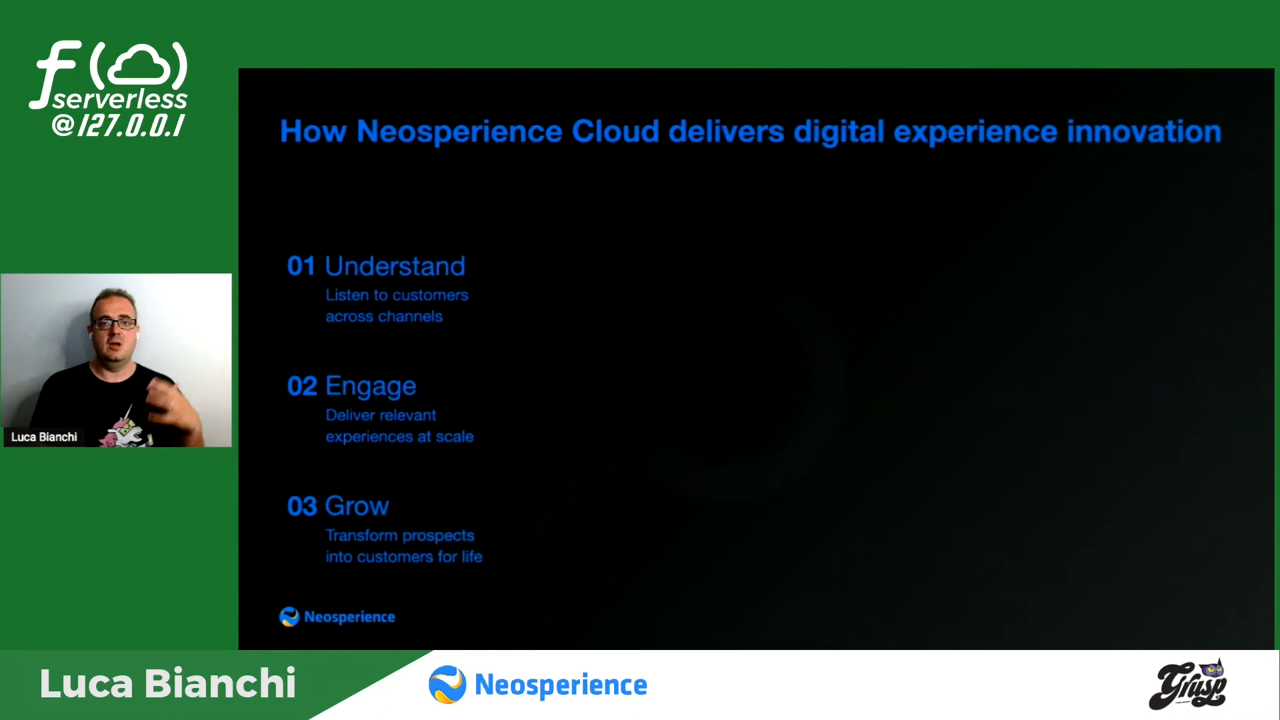 f()
serverless
@127.0.0.1
How Neosperience Cloud delivers digital experience innovation
01 Understand
Listen to customers
across channels
02 Engage
Deliver relevant
experiences at scale
03 Grow
Transform prospects
into customers for life
Neosperience
Luca Bianchi
Luca Bianchi
Neosperience
Grusp